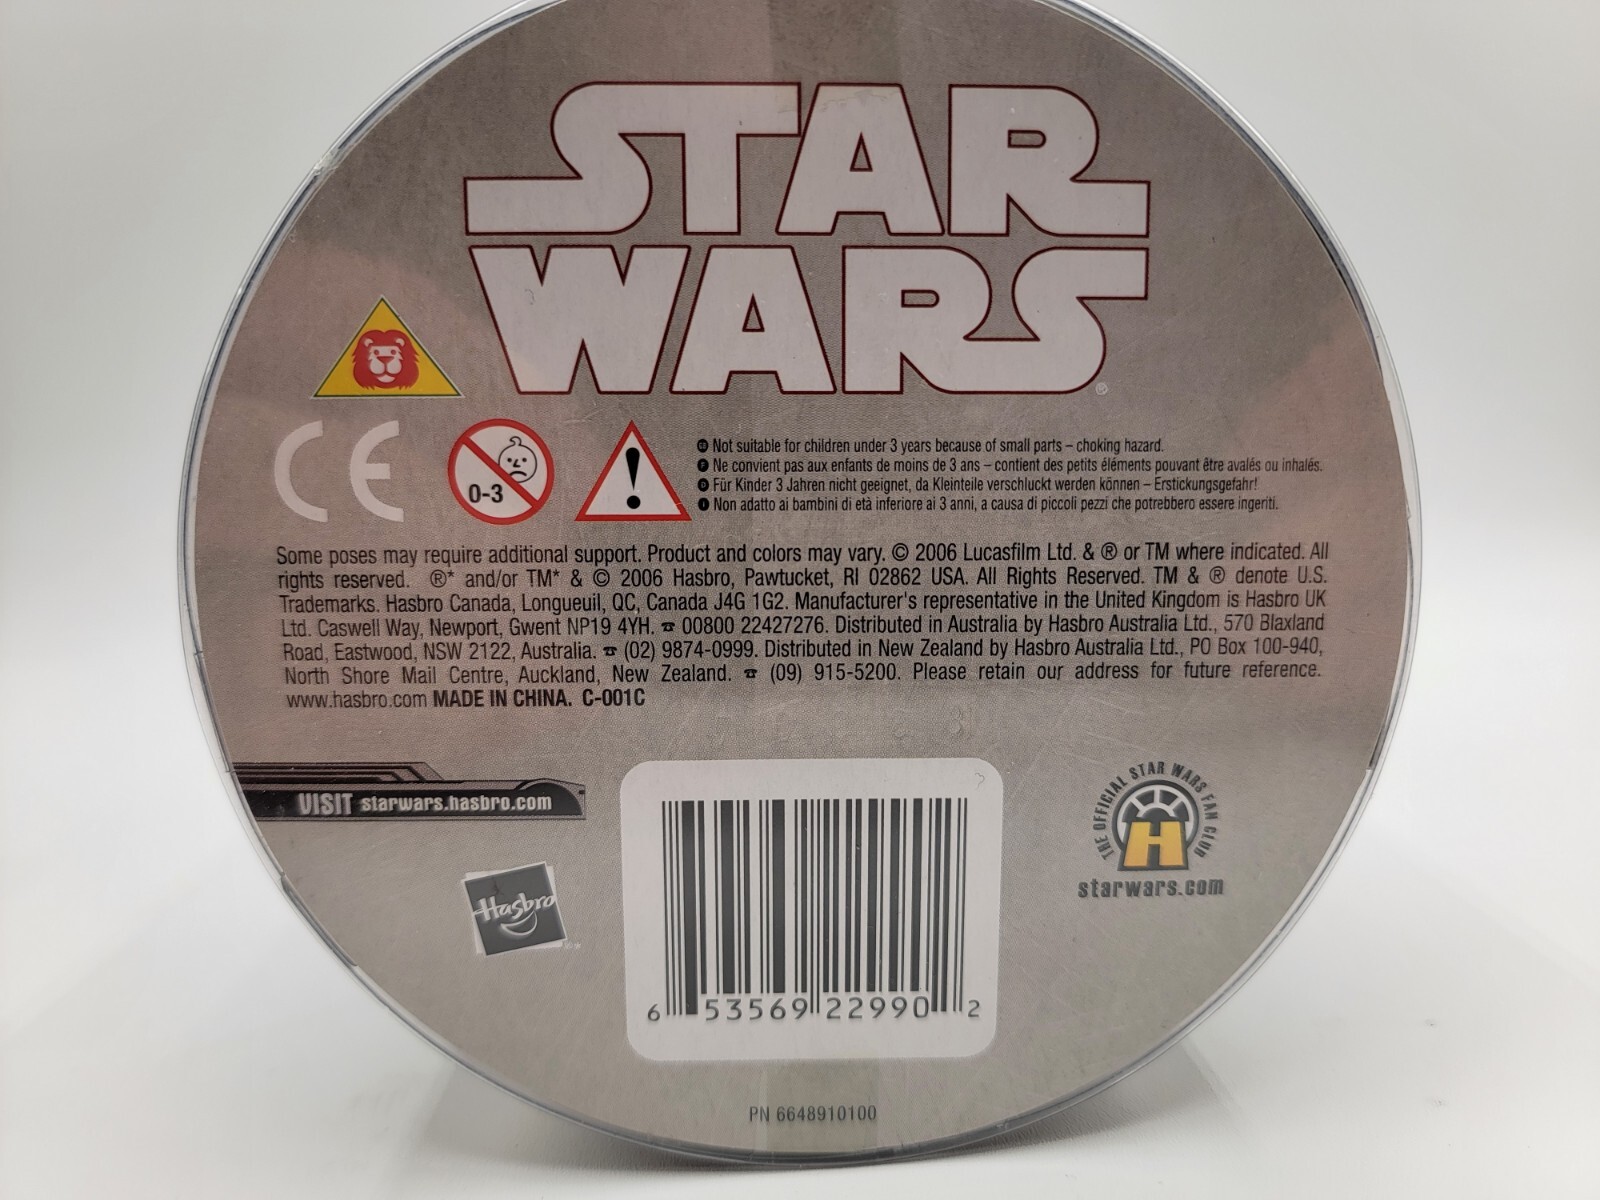 STAR
WARS
®
CE
0-3
!
GB Not suitable for children under 3 years because of small parts – choking hazard.
F Ne convient pas aux enfants de moins de 3 ans – contient des petits éléments pouvant être avalés ou inhalés.
D Für Kinder 3 Jahren nicht geeignet, da Kleinteile verschluckt werden können – Erstickungsgefahr!
I Non adatto ai bambini di età inferiore ai 3 anni, a causa di piccoli pezzi che potrebbero essere ingeriti.
Some poses may require additional support. Product and colors may vary. © 2006 Lucasfilm Ltd. & ® or TM where indicated. All
rights reserved. ®* and/or TM* & © 2006 Hasbro, Pawtucket, RI 02862 USA. All Rights Reserved. TM & ® denote U.S.
Trademarks. Hasbro Canada, Longueuil, QC, Canada J4G 1G2. Manufacturer's representative in the United Kingdom is Hasbro UK
Ltd. Caswell Way, Newport, Gwent NP19 4YH. ☎ 00800 22427276. Distributed in Australia by Hasbro Australia Ltd., 570 Blaxland
Road, Eastwood, NSW 2122, Australia. ☎ (02) 9874-0999. Distributed in New Zealand by Hasbro Australia Ltd., PO Box 100-940,
North Shore Mail Centre, Auckland, New Zealand. ☎ (09) 915-5200. Please retain our address for future reference.
www.hasbro.com MADE IN CHINA. C-001C
VISIT starwars.hasbro.com
THE OFFICIAL STAR WARS FAN CLUB
H
starwars.com
Hasbro
6 53569 22990 2
PN 6648910100